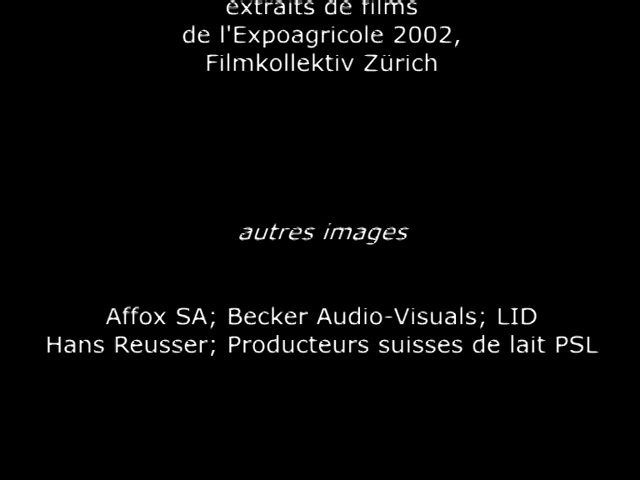 extraits de films
de l'Expoagricole 2002,
Filmkollektiv Zürich
autres images
Affox SA; Becker Audio-Visuals; LID
Hans Reusser; Producteurs suisses de lait PSL